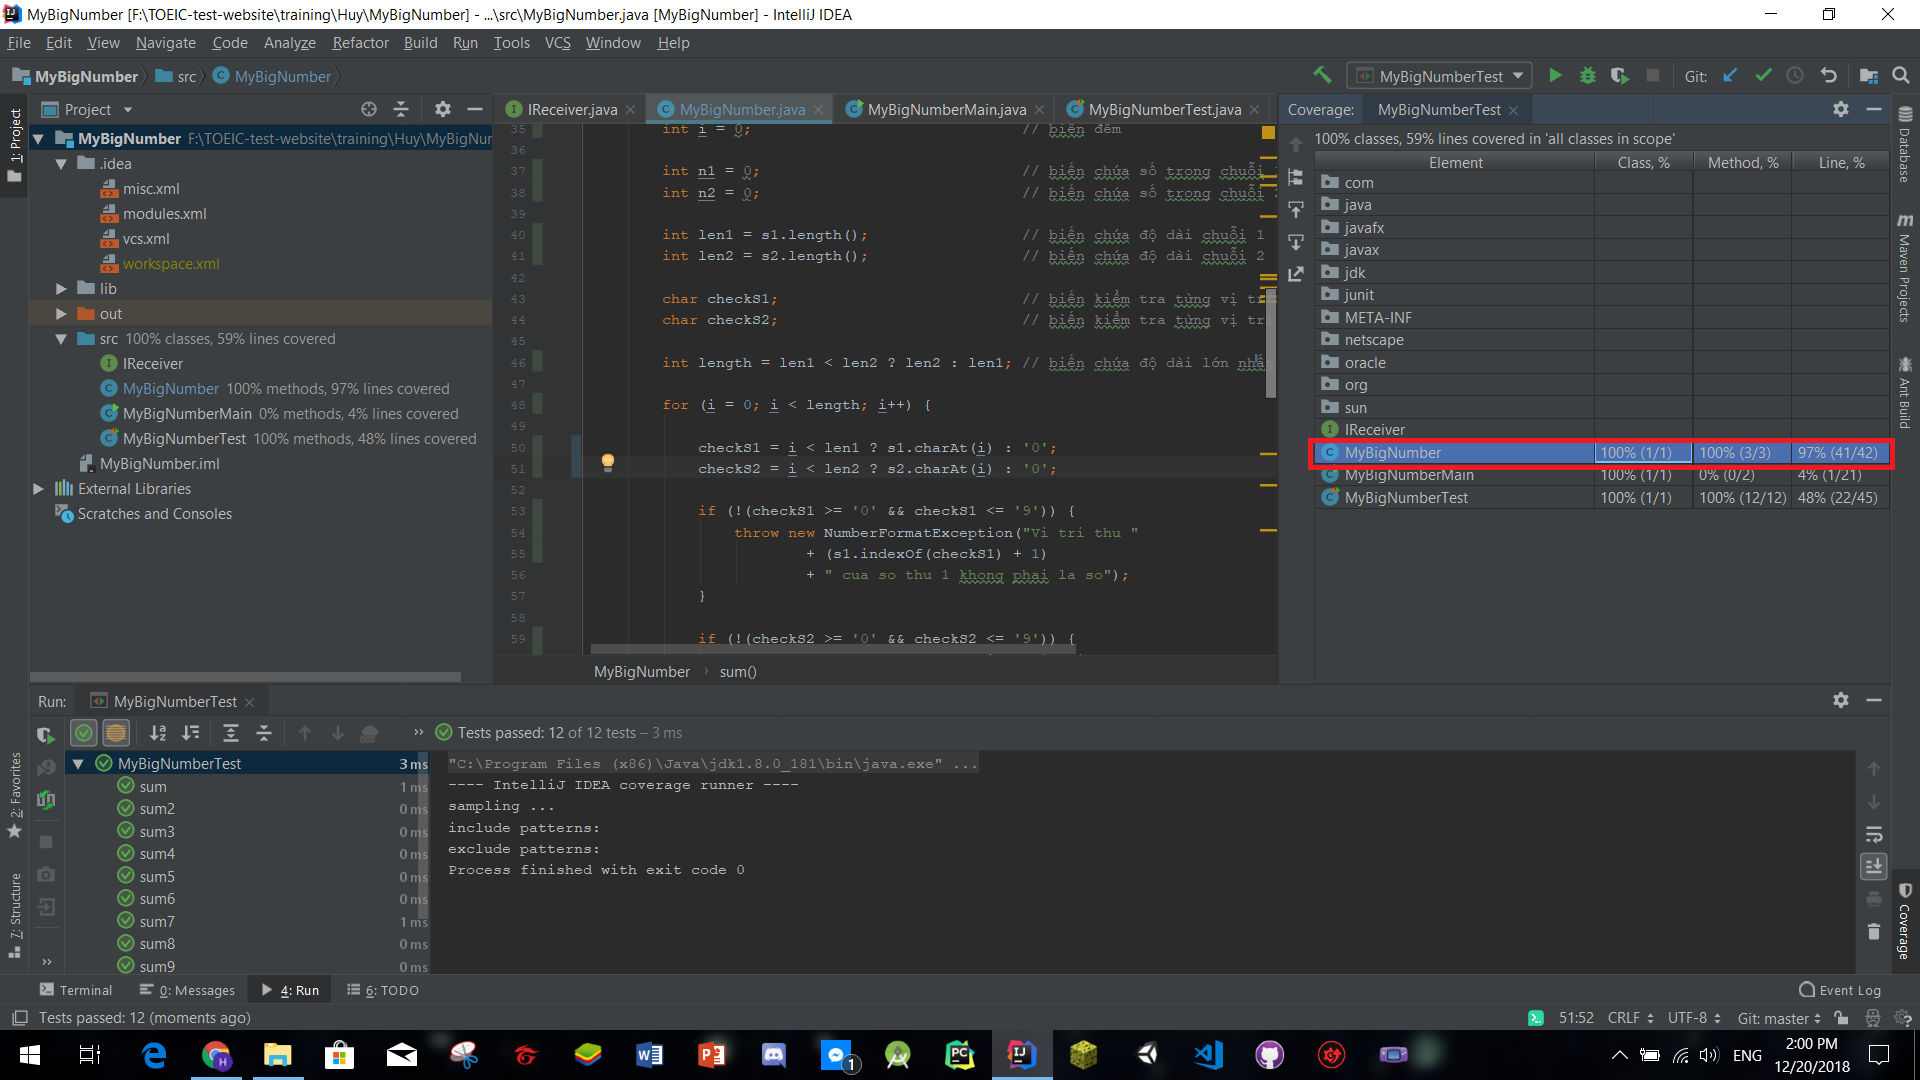 MyBigNumber [F:\TOEIC-test-website\training\Huy\MyBigNumber] - ...\src\MyBigNumber.java [MyBigNumber] - IntelliJ IDEA
File Edit View Navigate Code Analyze Refactor Build Run Tools VCS Window Help
MyBigNumber src MyBigNumber
MyBigNumberTest Git:
1: Project
Project
MyBigNumber F:\TOEIC-test-website\training\Huy\MyBigNur
.idea
misc.xml
modules.xml
vcs.xml
workspace.xml
lib
out
src 100% classes, 59% lines covered
IReceiver
MyBigNumber 100% methods, 97% lines covered
MyBigNumberMain 0% methods, 4% lines covered
MyBigNumberTest 100% methods, 48% lines covered
MyBigNumber.iml
External Libraries
Scratches and Consoles
IReceiver.java MyBigNumber.java MyBigNumberMain.java MyBigNumberTest.java
35 int i = 0; // biến đếm
36
37 int n1 = 0; // biến chứa số trong chuỗi
38 int n2 = 0; // biến chứa số trong chuỗi
39
40 int len1 = s1.length(); // biến chứa độ dài chuỗi 1
41 int len2 = s2.length(); // biến chứa độ dài chuỗi 2
42
43 char checkS1; // biến kiểm tra từng vị trí
44 char checkS2; // biến kiểm tra từng vị trí
45
46 int length = len1 < len2 ? len2 : len1; // biến chứa độ dài lớn nhấ
47
48 for (i = 0; i < length; i++) {
50 checkS1 = i < len1 ? s1.charAt(i) : '0';
51 checkS2 = i < len2 ? s2.charAt(i) : '0';
52
53 if (!(checkS1 >= '0' && checkS1 <= '9')) {
54 throw new NumberFormatException("Vi tri thu "
55 + (s1.indexOf(checkS1) + 1)
56 + " cua so thu 1 khong phai la so");
57 }
58
59 if (!(checkS2 >= '0' && checkS2 <= '9')) {
MyBigNumber sum()
Coverage: MyBigNumberTest
100% classes, 59% lines covered in 'all classes in scope'
Element Class, % Method, % Line, %
com
java
javafx
javax
jdk
junit
META-INF
netscape
oracle
org
sun
IReceiver
MyBigNumber 100% (1/1) 100% (3/3) 97% (41/42)
MyBigNumberMain 100% (1/1) 0% (0/2) 4% (1/21)
MyBigNumberTest 100% (1/1) 100% (12/12) 48% (22/45)
Database
Maven Projects
Ant Build
Coverage
Run: MyBigNumberTest
Tests passed: 12 of 12 tests – 3 ms
MyBigNumberTest 3 ms
sum 1 ms
sum2 0 ms
sum3 0 ms
sum4 0 ms
sum5 0 ms
sum6 0 ms
sum7 1 ms
sum8 0 ms
sum9 0 ms
"C:\Program Files (x86)\Java\jdk1.8.0_181\bin\java.exe" ...
---- IntelliJ IDEA coverage runner ----
sampling ...
include patterns:
exclude patterns:
Process finished with exit code 0
2: Favorites
7: Structure
Terminal 0: Messages 4: Run 6: TODO Event Log
Tests passed: 12 (moments ago) 51:52 CRLF UTF-8 Git: master
1 ENG 2:00 PM
12/20/2018